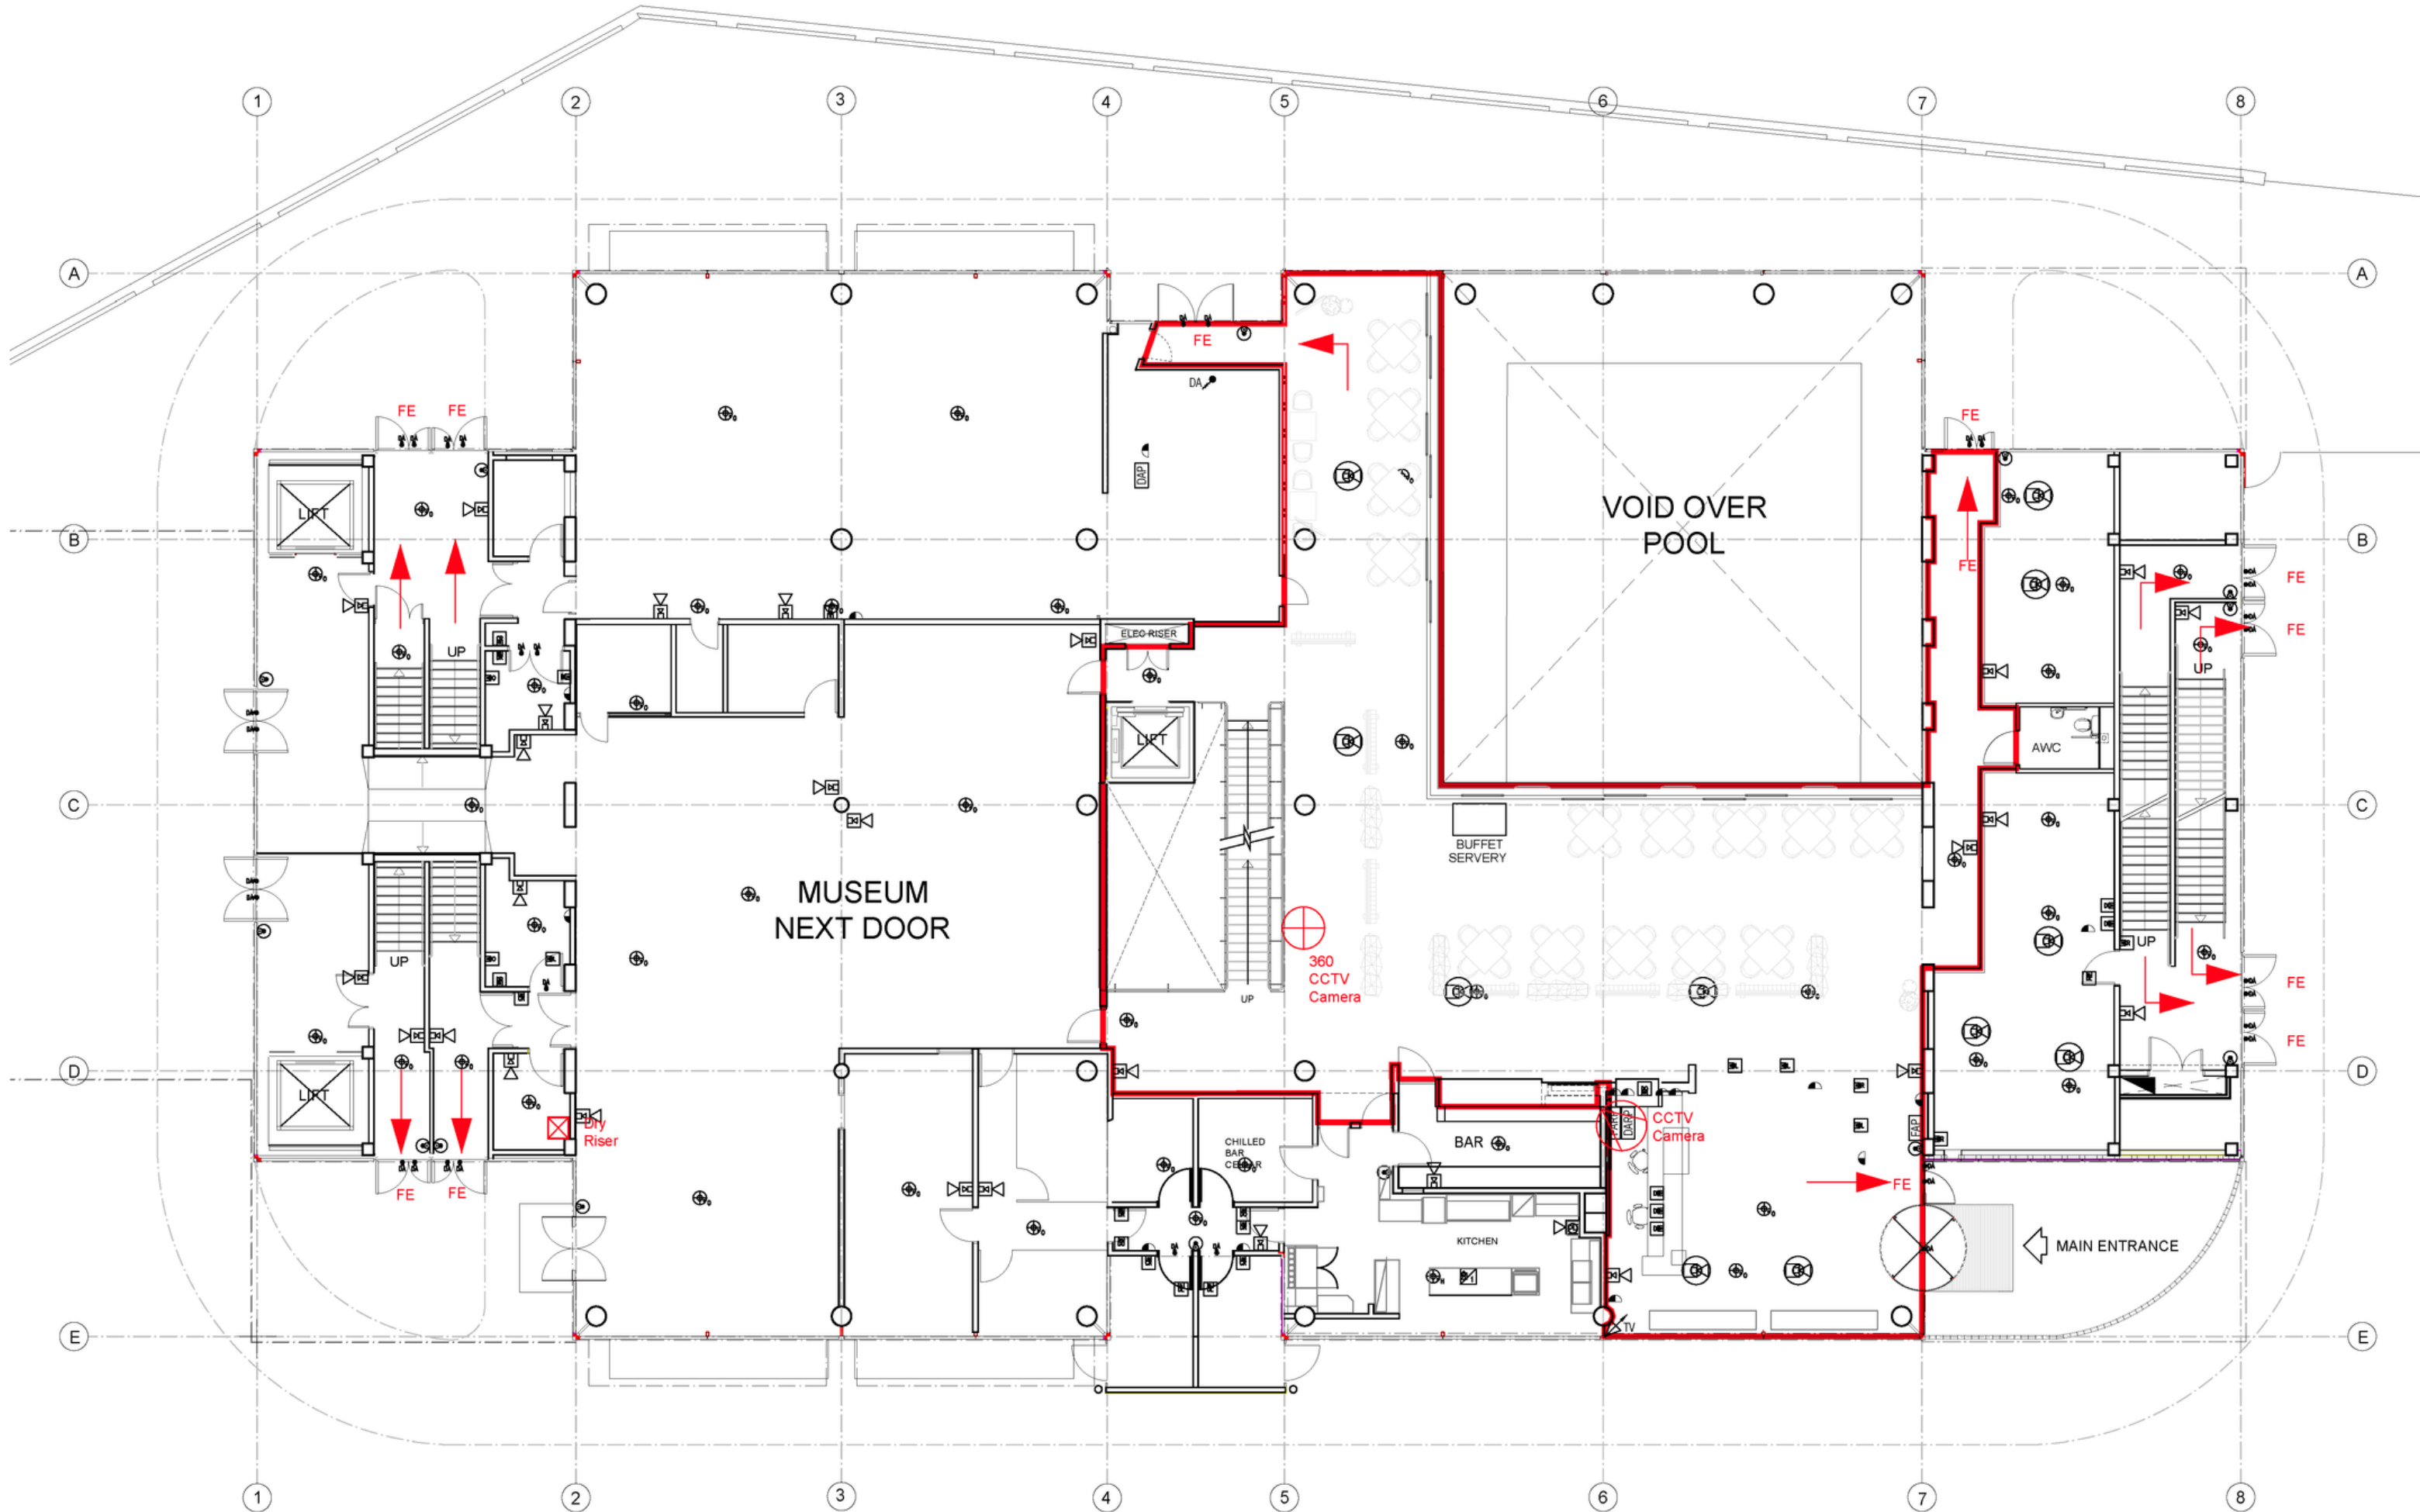 1 2 3 4 5 6 7 8
A A
FE
DA
FE FE
FE
LIFT
DAP
VOID OVER
POOL
B B
FE
FE
ELEC RISER
FE
UP
UP
LIFT
AWC
C C
BUFFET
SERVERY
MUSEUM
NEXT DOOR
360
CCTV
Camera
UP
UP
UP
FE
FE
D D
LIFT
Dry
Riser
CHILLED
BAR
CELLAR
BAR
DARP
CCTV
Camera
FAP
FE FE
FE
KITCHEN
MAIN ENTRANCE
TV
E E
1 2 3 4 5 6 7 8